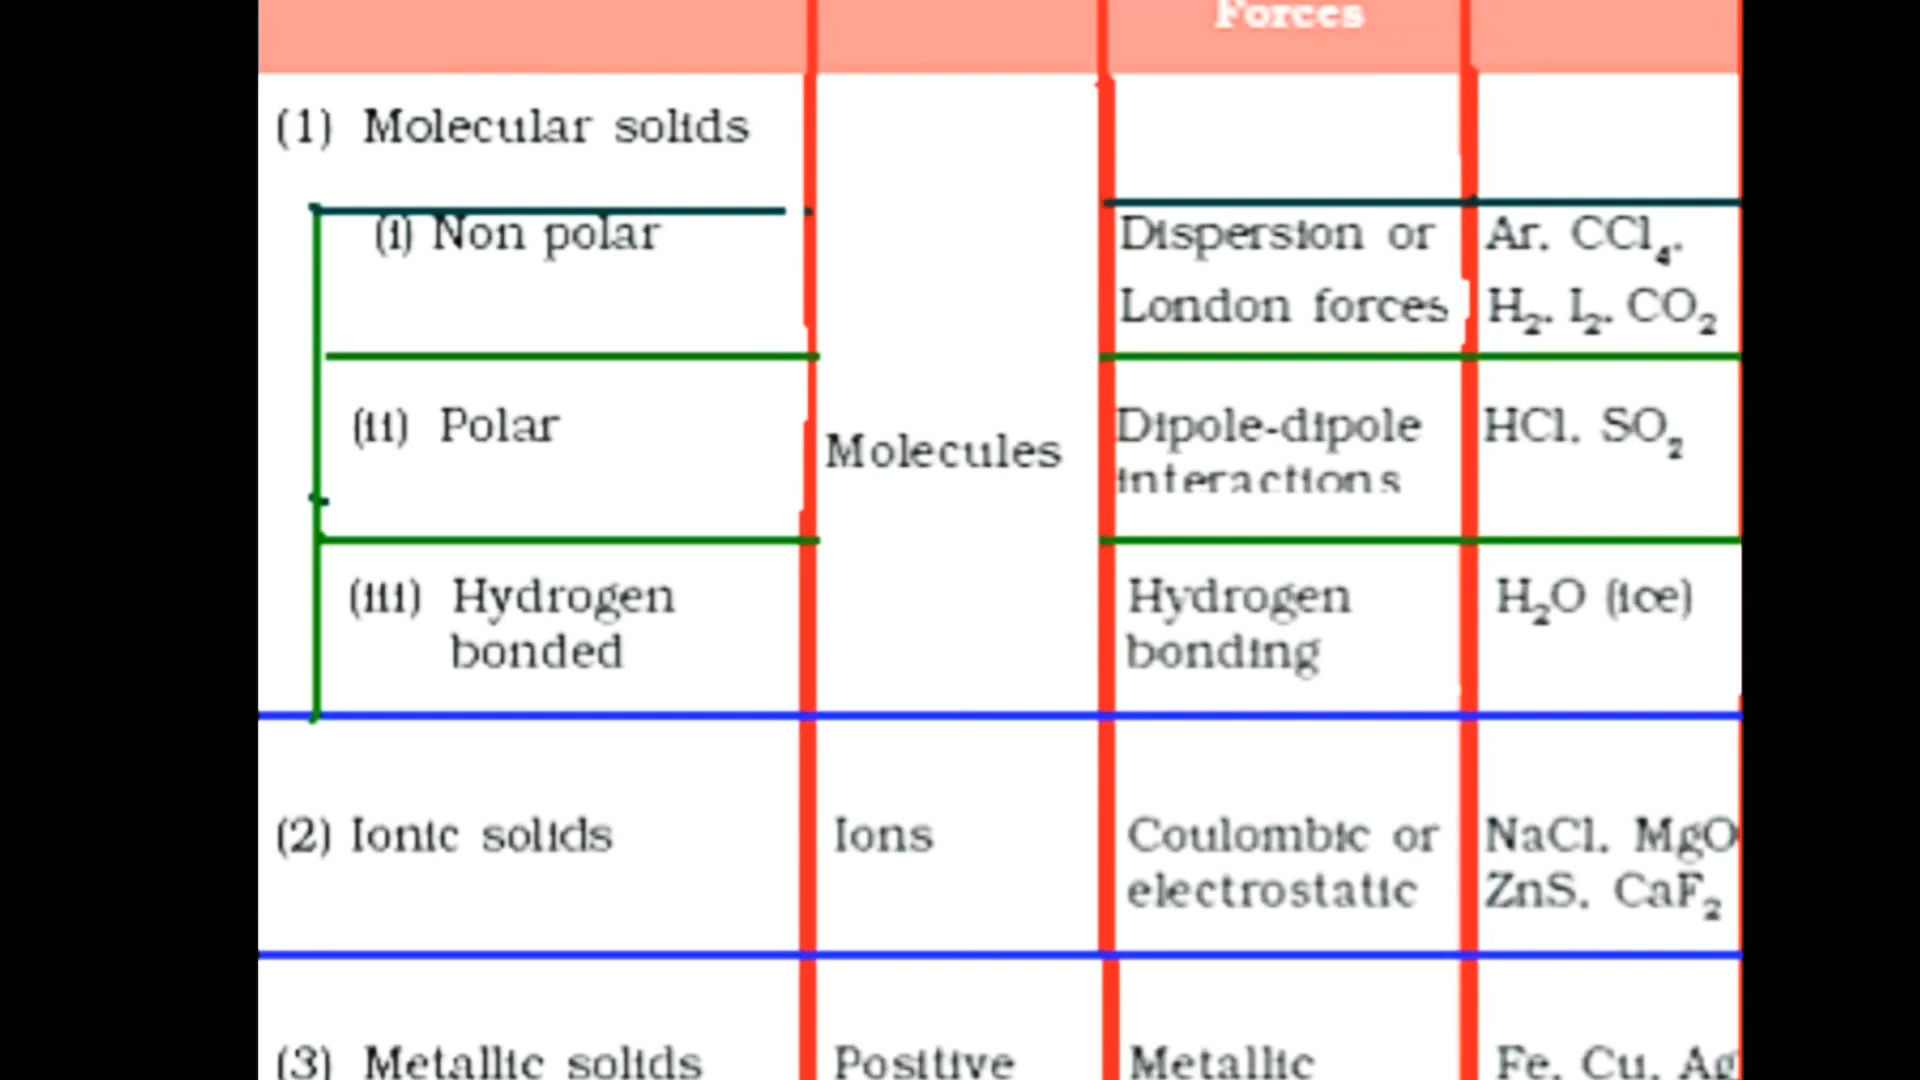 Forces
(1) Molecular solids
(i) Non polar
Dispersion or
London forces
Ar, CCl₄,
H₂, I₂, CO₂
(ii) Polar
Molecules
Dipole-dipole
interactions
HCl, SO₂
(iii) Hydrogen
bonded
Hydrogen
bonding
H₂O (ice)
(2) Ionic solids
Ions
Coulombic or
electrostatic
NaCl, MgO
ZnS, CaF₂
(3) Metallic solids
Positive
Metallic
Fe, Cu, Ag